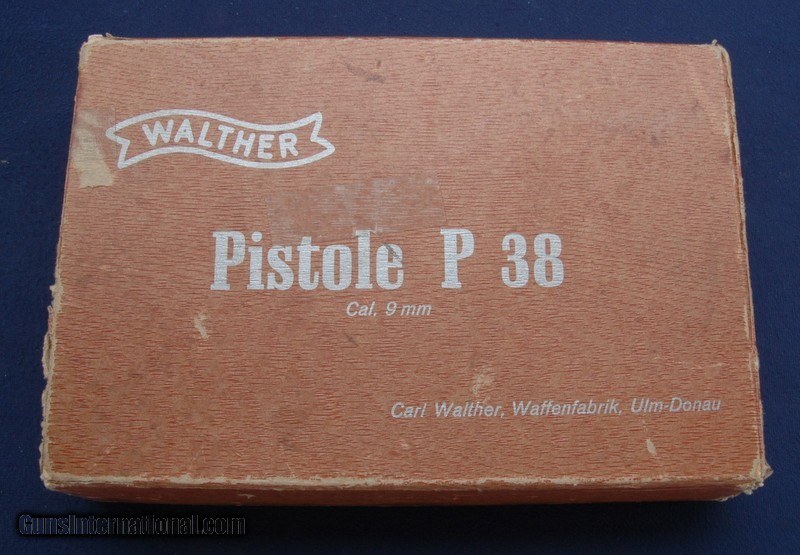 WALTHER
Pistole P 38
Cal. 9 mm
Carl Walther, Waffenfabrik, Ulm-Donau
GunsInternational.com